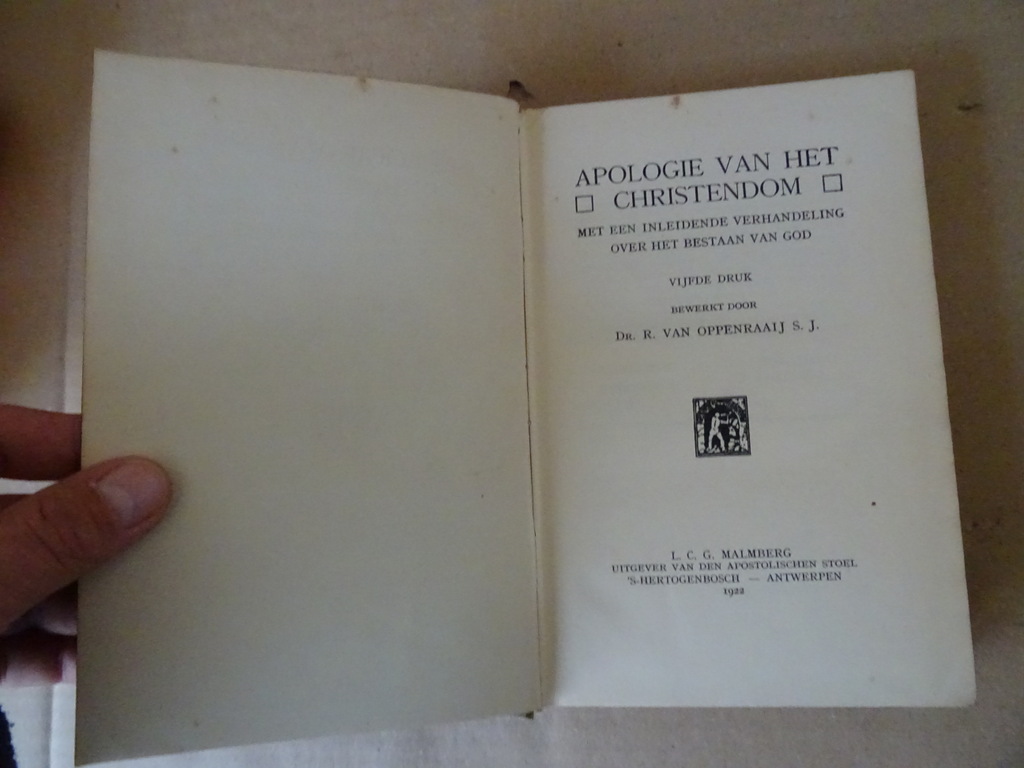 APOLOGIE VAN HET
CHRISTENDOM
MET EEN INLEIDENDE VERHANDELING
OVER HET BESTAAN VAN GOD
VIJFDE DRUK
BEWERKT DOOR
DR. R. VAN OPPENRAAIJ S. J.
L. C. G. MALMBERG
UITGEVER VAN DEN APOSTOLISCHEN STOEL
'S-HERTOGENBOSCH — ANTWERPEN
1922